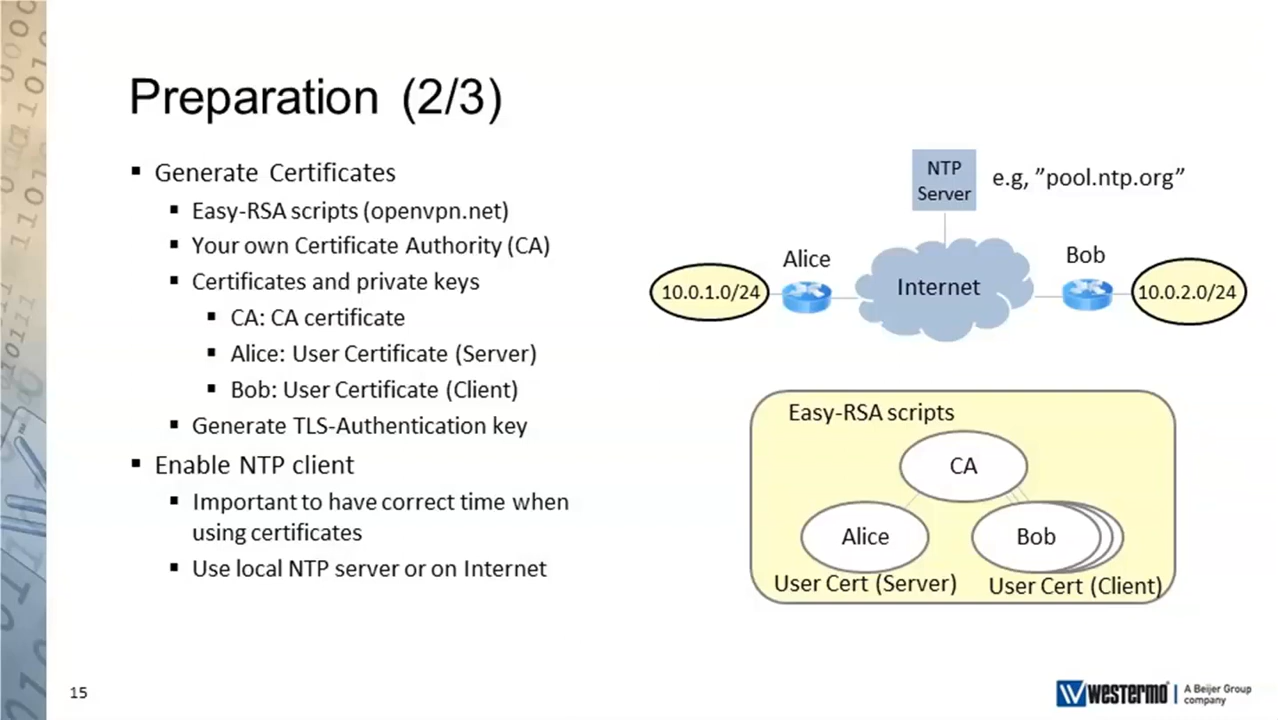 Preparation (2/3)
▪ Generate Certificates
▪ Easy-RSA scripts (openvpn.net)
▪ Your own Certificate Authority (CA)
▪ Certificates and private keys
▪ CA: CA certificate
▪ Alice: User Certificate (Server)
▪ Bob: User Certificate (Client)
▪ Generate TLS-Authentication key
▪ Enable NTP client
▪ Important to have correct time when
using certificates
▪ Use local NTP server or on Internet
NTP
Server
e.g, ”pool.ntp.org”
Alice
Bob
10.0.1.0/24
Internet
10.0.2.0/24
Easy-RSA scripts
CA
Alice
Bob
User Cert (Server)
User Cert (Client)
15
westermo
A Beijer Group
company